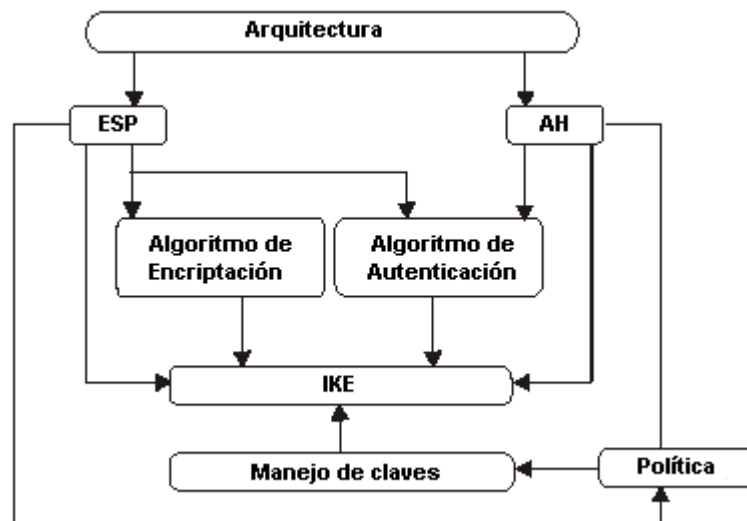 Arquitectura
ESP
AH
Algoritmo de
Encriptación
Algoritmo de
Autenticación
IKE
Manejo de claves
Política